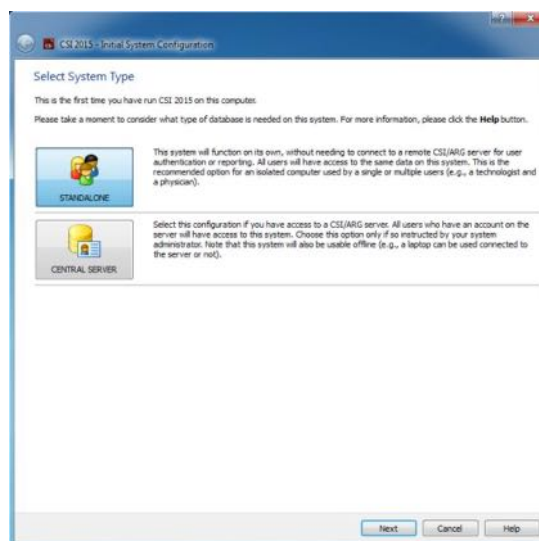 CSI 2015 - Initial System Configuration
Select System Type
This is the first time you have run CSI 2015 on this computer.
Please take a moment to consider what type of database is needed on this system. For more information, please click the Help button.
This system will function on its own, without needing to connect to a remote CSI/ARG server for user
authentication or reporting. All users will have access to the same data on this system. This is the
recommended option for an isolated computer used by a single or multiple users (e.g., a technologist and
a physician).
STANDALONE
Select this configuration if you have access to a CSI/ARG server. All users who have an account on the
server will have access to this system. Choose this option only if so instructed by your system
administrator. Note that this system will also be usable offline (e.g., a laptop can be used connected to
the server or not).
CENTRAL SERVER
Next
Cancel
Help